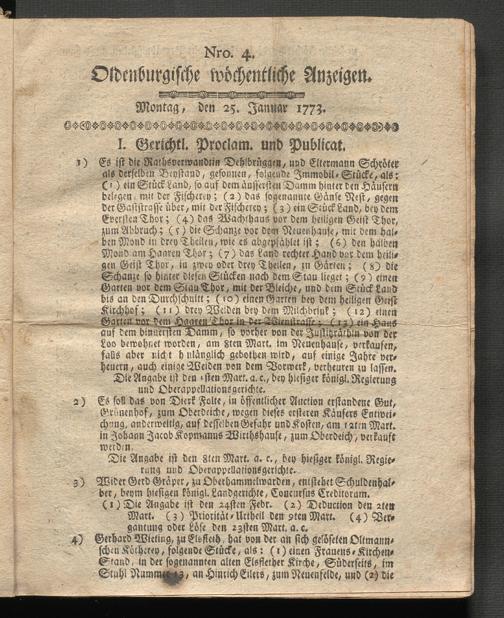 Nro. 4.
Oldenburgische wöchentliche Anzeigen.
Montag, den 25. Januar 1773.
I. Gerichtl. Proclam. und Publicat.
1) Es ist die Rathsverwandtin Dehlbrüggen, und Eltermann Schröter
als derselben Beystand, gesonnen, folgende Immobil-Stücke, als:
(1) ein Stück Land, so auf dem äussersten Damm hinter den Häusern
belegen, mit der Fischerey; (2) das sogenannte Gänse Nest, gegen
der Gaststrasse über, mit der Fischerey; (3) ein Stück Land, bey dem
Eversten Thor; (4) das Wachthaus vor dem heiligen Geist Thor,
zum Abbruch; (5) die Schanze vor dem Neuenhause, mit dem hal-
ben Mond in drey Theilen, wie es abgepfählet ist; (6) den halben
Mond am Haaren Thor; (7) das Land rechter Hand vor dem heili-
gen Geist Thor, in zwey oder drey Theilen, zu Gärten; (8) die
Schanze so hinter diesen Stücken nach dem Stau lieget; (9) einen
Garten vor dem Stau Thor, mit der Bleiche, und dem Stück Land
bis an den Durchschnitt; (10) einen Garten bey dem heiligen Geist
Kirchhof; (11) drey Weiden bey dem Milchbrink; (12) einen
Garten vor dem Haaren Thor in der Wienstrasse; (13) ein Haus
auf dem binnersten Damm, so vorher von der Justizräthin von der
Loo bewohnet worden, am 8ten Mart. im Neuenhause, verkaufen,
falls aber nicht hinlänglich gebothen wird, auf einige Jahre ver-
heuern, auch einige Weiden von dem Vorwerk, verheuren zu lassen.
Die Angabe ist den 1sten Mart. a. c., bey hiesiger königl. Regierung
und Oberappellationsgerichte.
2) Es soll das von Dierk Folte, in öffentlicher Auction erstandene Gut,
Grünenhof, zum Oberdeiche, wegen dieses ersteren Käufers Entwei-
chung, anderweitig, auf desselben Gefahr und Kosten, am 12ten Mart.
in Johann Jacob Kopmanns Wirthshause, zum Oberdeich, verkauft
werden.
Die Angabe ist den 8ten Mart. a. c., bey hiesiger königl. Regie-
rung und Oberappellationsgerichte.
3) Wider Gerd Gräper, zu Oberhammelwarden, entstehet Schuldenhal-
ber, beym hiesigen königl. Landgerichte, Concursus Creditorum.
(1) Die Angabe ist den 24sten Febr. (2) Deduction den 2ten
Mart. (3) Priorität-Urtheil den 9ten Mart. (4) Ver-
gantung oder Löse den 23sten Mart. a. c.
4) Gerhard Wieting, zu Elsfleth, hat von der an sich gelöseten Oltmann-
schen Kötherey, folgende Stücke, als: (1) einen Frauens-Kirchen-
Stand, in der sogenannten alten Elsflether Kirche, Süderseits, im
Stuhl Nummer 13, an Hinrich Eilers, zum Neuenfelde, und (2) die